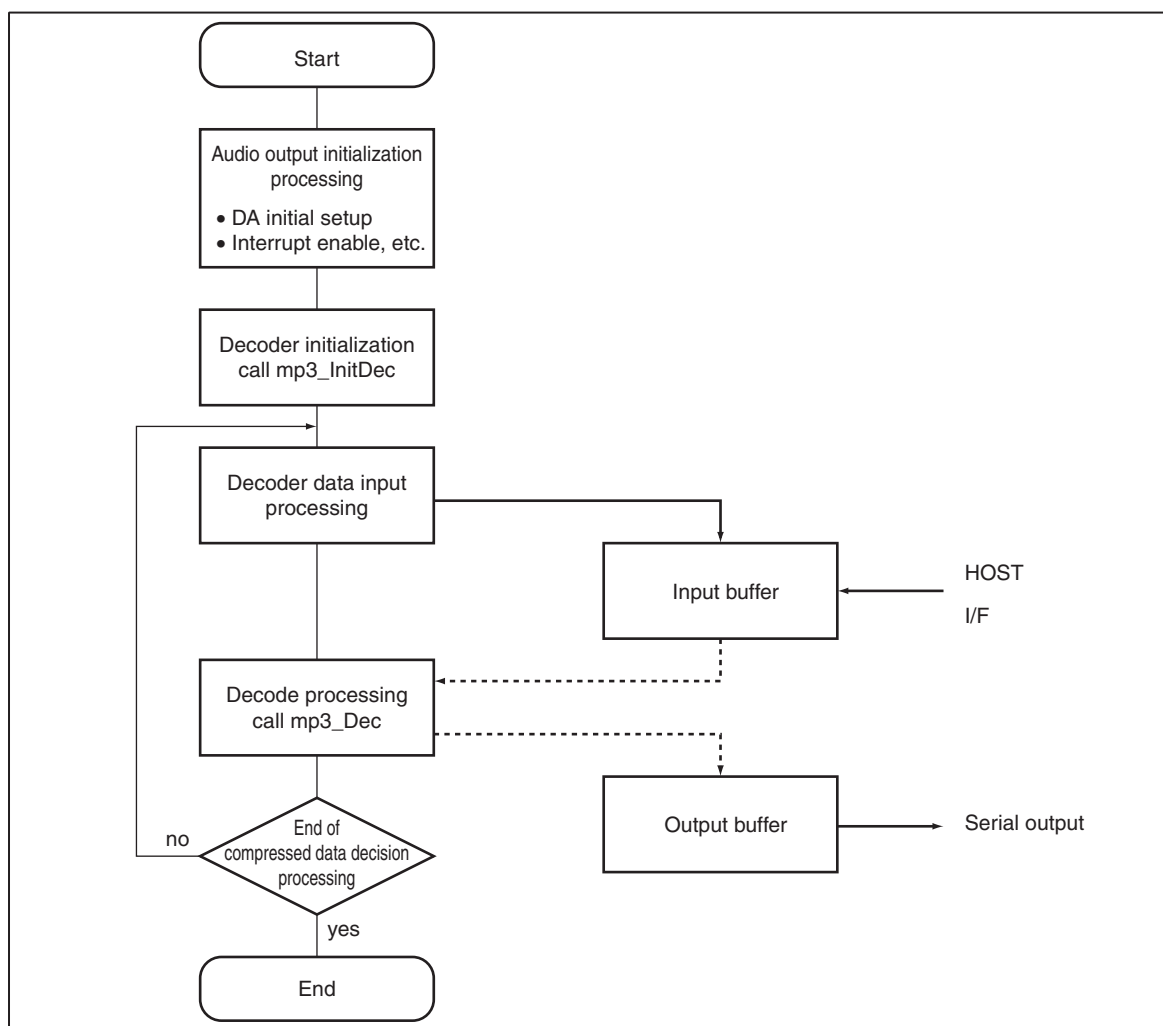 Start
Audio output initialization
processing
• DA initial setup
• Interrupt enable, etc.
Decoder initialization
call mp3_InitDec
Decoder data input
processing
Input buffer
HOST
I/F
Decode processing
call mp3_Dec
Output buffer
Serial output
End of
compressed data decision
processing
no
yes
End